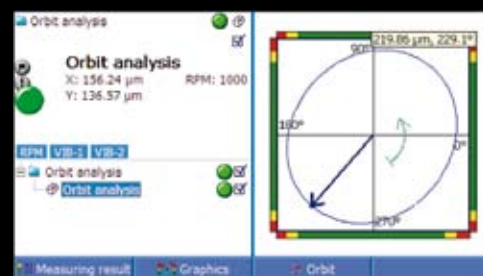 Orbit analysis
Orbit analysis
X: 156.24 µm RPM: 1000
Y: 136.57 µm
RPM VIB-1 VIB-2
Orbit analysis
Orbit analysis
219.86 µm, 229.1°
90°
180°
0°
270°
Measuring result Graphics Orbit